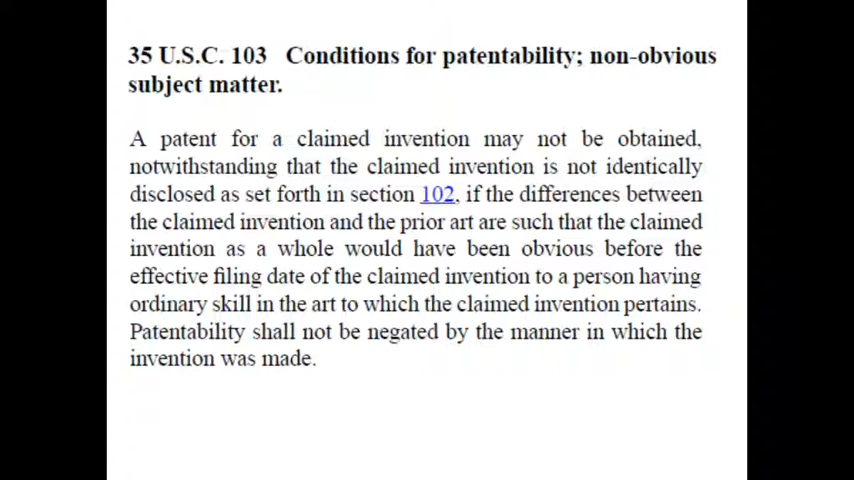 35 U.S.C. 103 Conditions for patentability; non-obvious
subject matter.
A patent for a claimed invention may not be obtained,
notwithstanding that the claimed invention is not identically
disclosed as set forth in section 102, if the differences between
the claimed invention and the prior art are such that the claimed
invention as a whole would have been obvious before the
effective filing date of the claimed invention to a person having
ordinary skill in the art to which the claimed invention pertains.
Patentability shall not be negated by the manner in which the
invention was made.